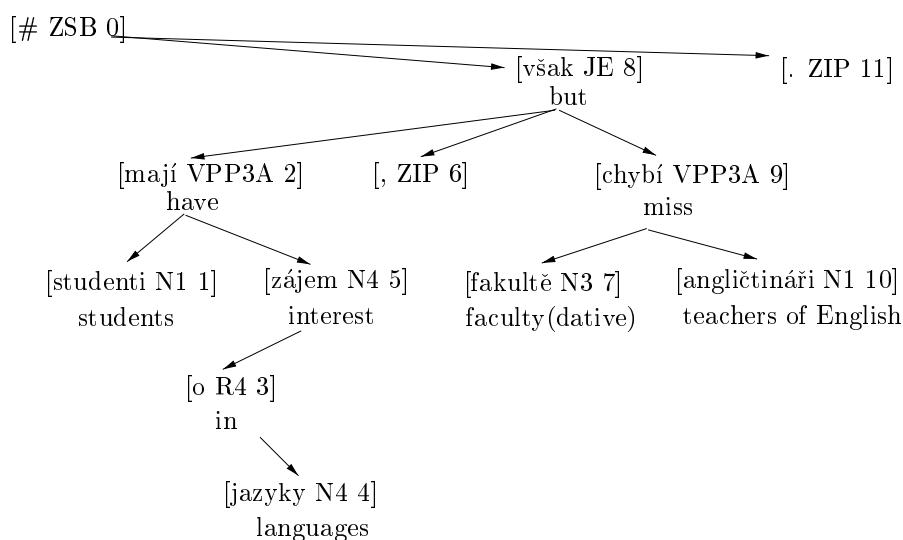 [# ZSB 0]
[však JE 8]
but
[. ZIP 11]
[mají VPP3A 2]
have
[, ZIP 6]
[chybí VPP3A 9]
miss
[studenti N1 1]
students
[zájem N4 5]
interest
[fakultě N3 7]
faculty(dative)
[angličtináři N1 10]
teachers of English
[o R4 3]
in
[jazyky N4 4]
languages